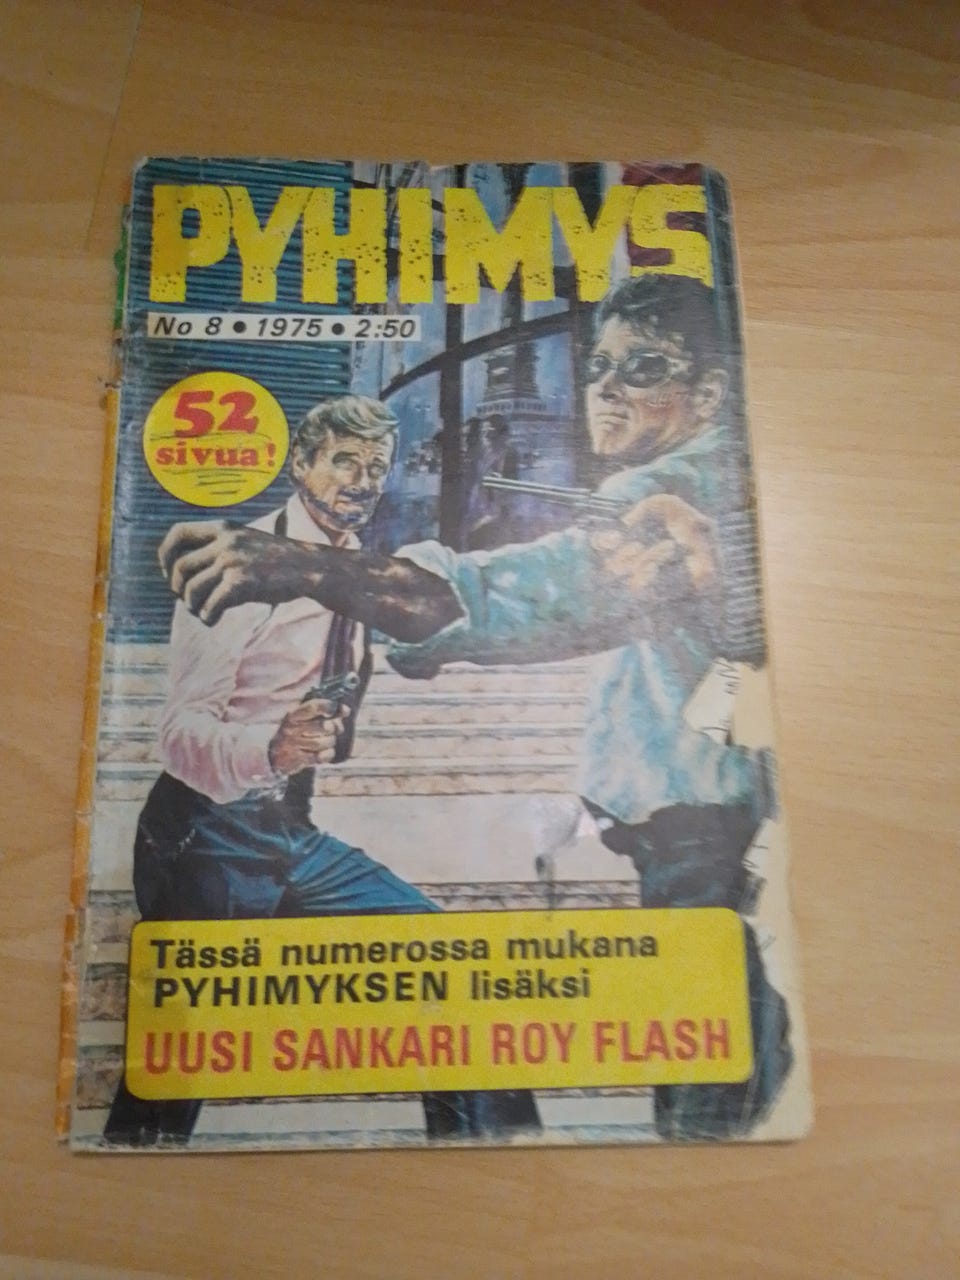 PYHIMYS
No 8 • 1975 • 2:50
52
sivua!
Tässä numerossa mukana
PYHIMYKSEN lisäksi
UUSI SANKARI ROY FLASH